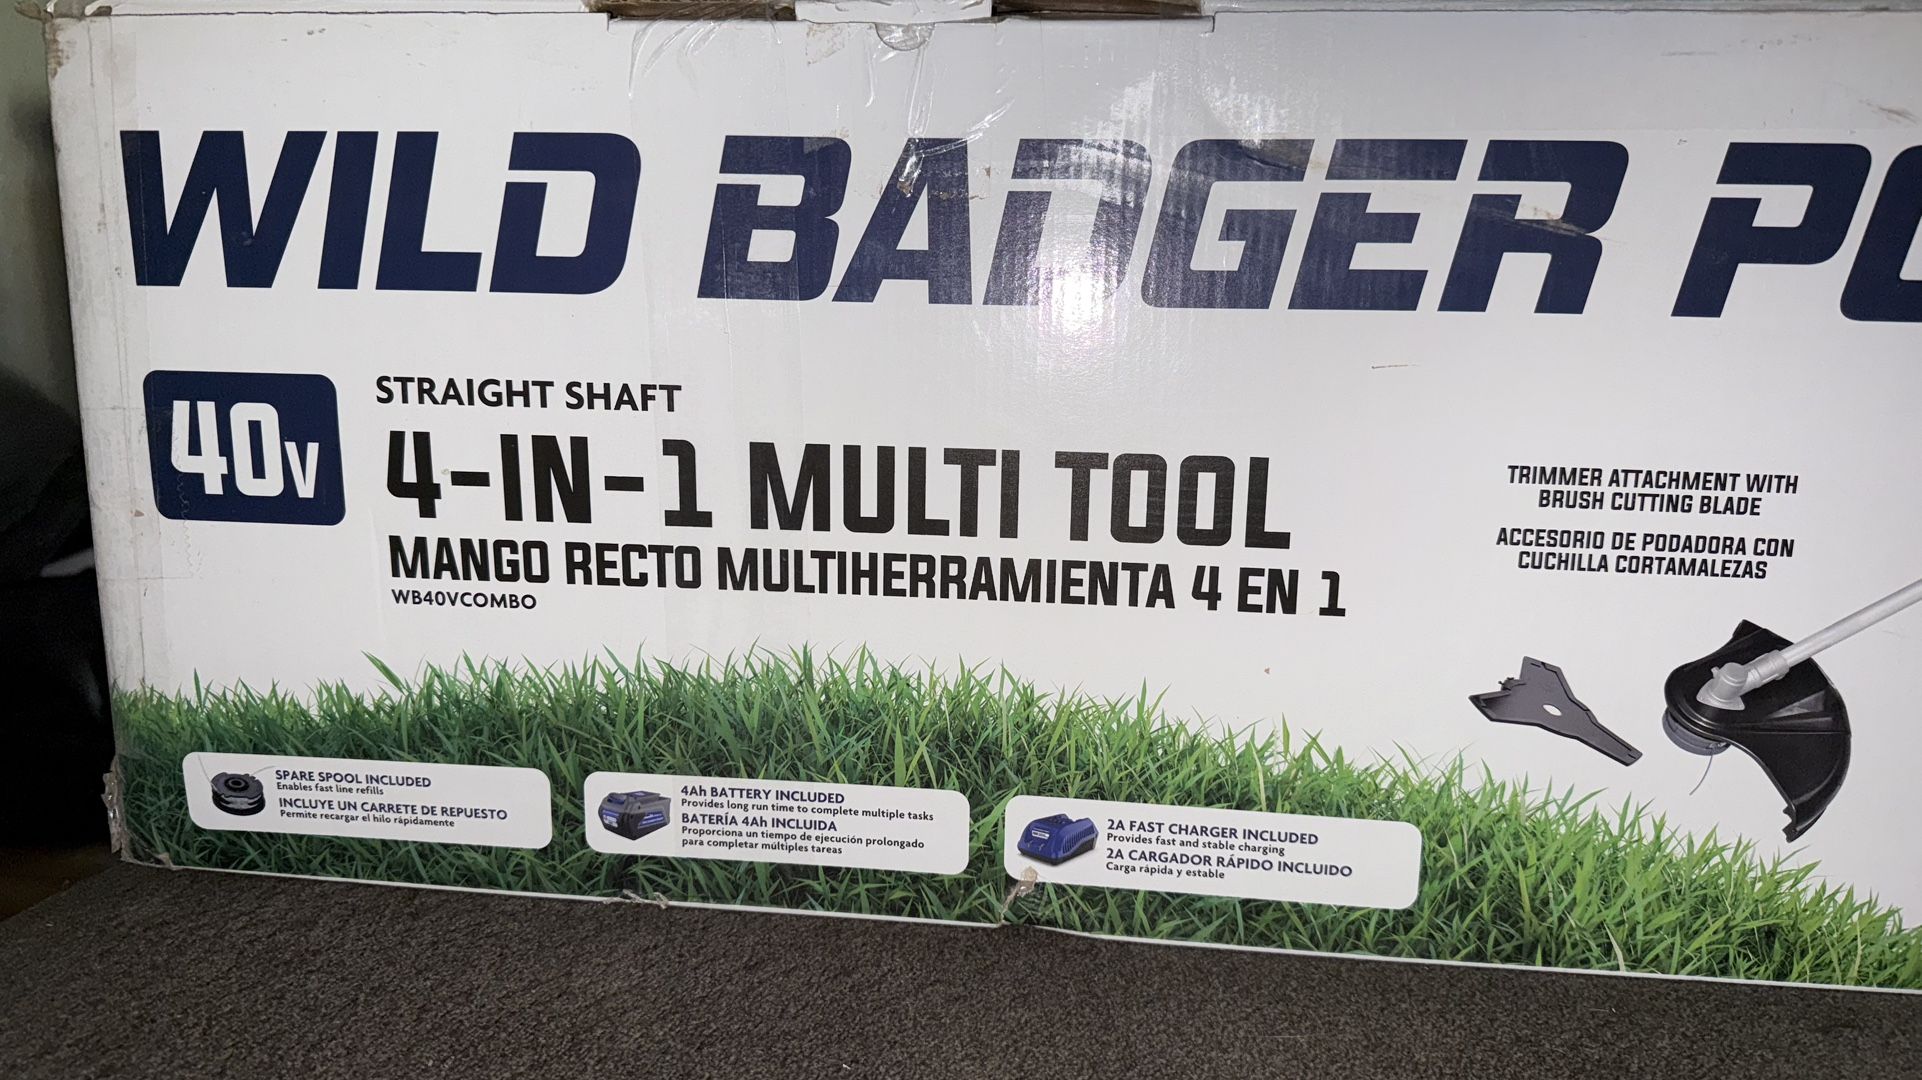 WILD BADGER PO
40V
STRAIGHT SHAFT
4-IN-1 MULTI TOOL
MANGO RECTO MULTIHERRAMIENTA 4 EN 1
WB40VCOMBO
TRIMMER ATTACHMENT WITH
BRUSH CUTTING BLADE
ACCESORIO DE PODADORA CON
CUCHILLA CORTAMALEZAS
SPARE SPOOL INCLUDED
Enables fast line refills
INCLUYE UN CARRETE DE REPUESTO
Permite recargar el hilo rápidamente
4Ah BATTERY INCLUDED
Provides long run time to complete multiple tasks
BATERÍA 4Ah INCLUIDA
Proporciona un tiempo de ejecución prolongado
para completar múltiples tareas
2A FAST CHARGER INCLUDED
Provides fast and stable charging
2A CARGADOR RÁPIDO INCLUIDO
Carga rápida y estable